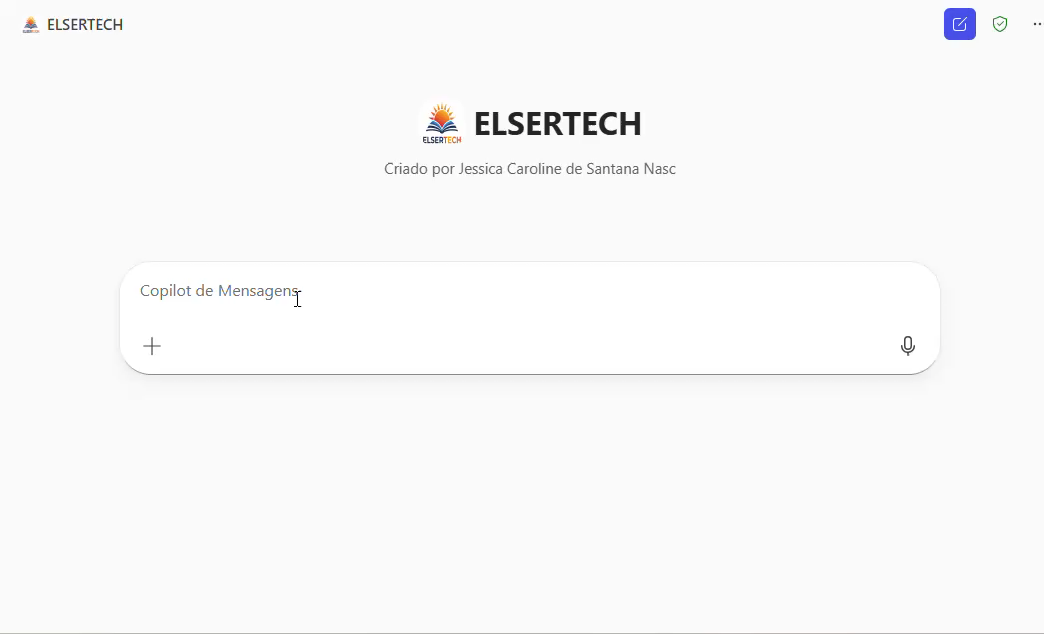 ELSERTECH
ELSERTECH
ELSERTECH
Criado por Jessica Caroline de Santana Nasc
Copilot de Mensagens